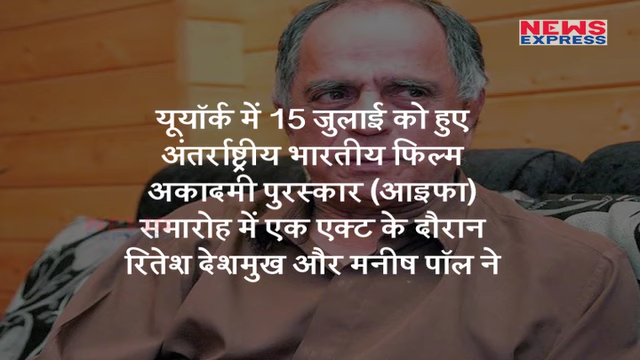 NEWS
EXPRESS
यूयॉर्क में 15 जुलाई को हुए
अंतर्राष्ट्रीय भारतीय फिल्म
अकादमी पुरस्कार (आइफा)
समारोह में एक एक्ट के दौरान
रितेश देशमुख और मनीष पॉल ने